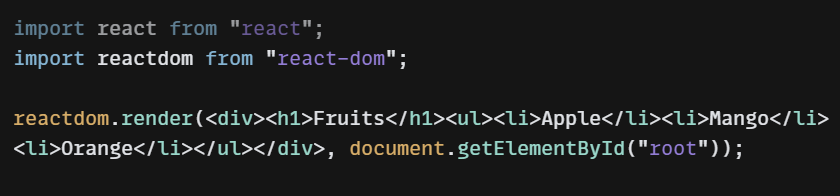 import react from "react";
import reactdom from "react-dom";
reactdom.render(<div><h1>Fruits</h1><ul><li>Apple</li><li>Mango</li>
<li>Orange</li></ul></div>, document.getElementById("root"));